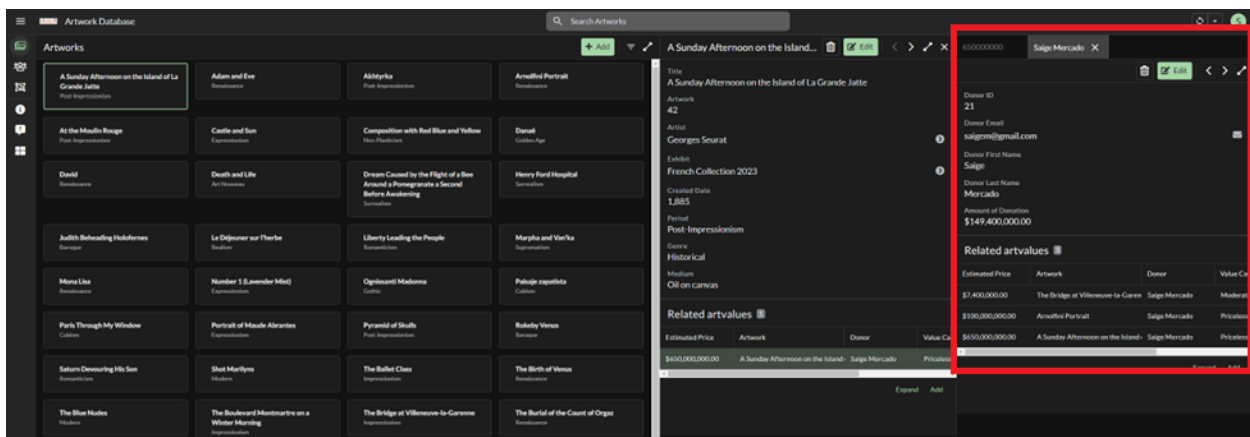 Artwork Database
Search Artworks
Artworks
+ Add
A Sunday Afternoon on the Island of La
Grande Jatte
Post-Impressionism
Adam and Eve
Renaissance
Akhtyrka
Post-Impressionism
Arnolfini Portrait
Renaissance
At the Moulin Rouge
Post-Impressionism
Castle and Sun
Expressionism
Composition with Red Blue and Yellow
Neo-Plasticism
Danaë
Golden Age
David
Renaissance
Death and Life
Art Nouveau
Dream Caused by the Flight of a Bee
Around a Pomegranate a Second
Before Awakening
Surrealism
Henry Ford Hospital
Surrealism
Judith Beheading Holofernes
Baroque
Le Déjeuner sur l'herbe
Realism
Liberty Leading the People
Romanticism
Marpha and Van'ka
Suprematism
Mona Lisa
Renaissance
Number 1 (Lavender Mist)
Expressionism
Ognissanti Madonna
Gothic
Paisaje zapatista
Cubism
Paris Through My Window
Cubism
Portrait of Maude Abrantes
Expressionism
Pyramid of Skulls
Post-Impressionism
Rokeby Venus
Baroque
Saturn Devouring His Son
Romanticism
Shot Marilyns
Modern
The Ballet Class
Impressionism
The Birth of Venus
Renaissance
The Blue Nudes
Modern
The Boulevard Montmartre on a
Winter Morning
Impressionism
The Bridge at Villeneuve-la-Garenne
Impressionism
The Burial of the Count of Orgaz
Renaissance
A Sunday Afternoon on the Island...
Edit
Title
A Sunday Afternoon on the Island of La Grande Jatte
Artwork
42
Artist
Georges Seurat
Exhibit
French Collection 2023
Created Date
1,885
Period
Post-Impressionism
Genre
Historical
Medium
Oil on canvas
Related artvalues 1
Estimated Price Artwork Donor Value Ca
$650,000,000.00 A Sunday Afternoon on the Island Saige Mercado Priceless
Expand Add
650000000
Saige Mercado
Edit
Donor ID
21
Donor Email
saigem@gmail.com
Donor First Name
Saige
Donor Last Name
Mercado
Amount of Donation
$149,400,000.00
Related artvalues 3
Estimated Price Artwork Donor Value Ca
$7,400,000.00 The Bridge at Villeneuve-la-Garen Saige Mercado Moderat
$100,000,000.00 Arnolfini Portrait Saige Mercado Priceless
$650,000,000.00 A Sunday Afternoon on the Island Saige Mercado Priceless
Expand Add